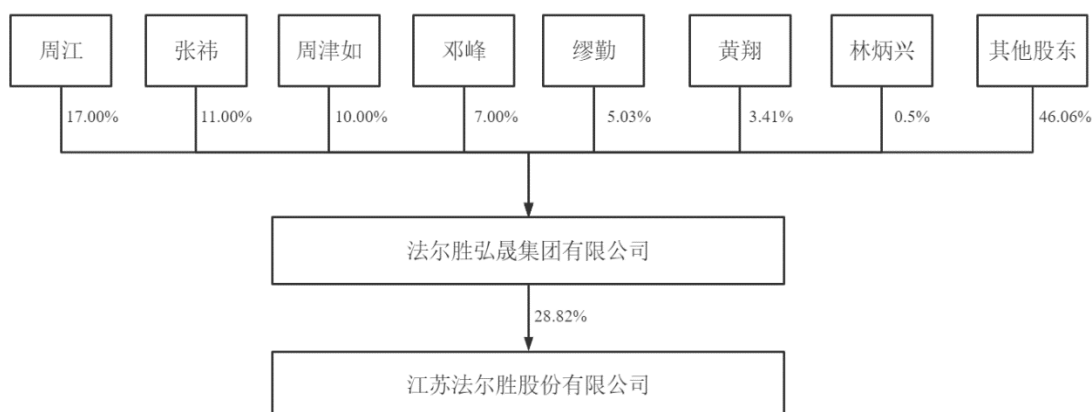 周江
张祎
周津如
邓峰
缪勤
黄翔
林炳兴
其他股东
17.00%
11.00%
10.00%
7.00%
5.03%
3.41%
0.5%
46.06%
法尔胜弘晟集团有限公司
28.82%
江苏法尔胜股份有限公司